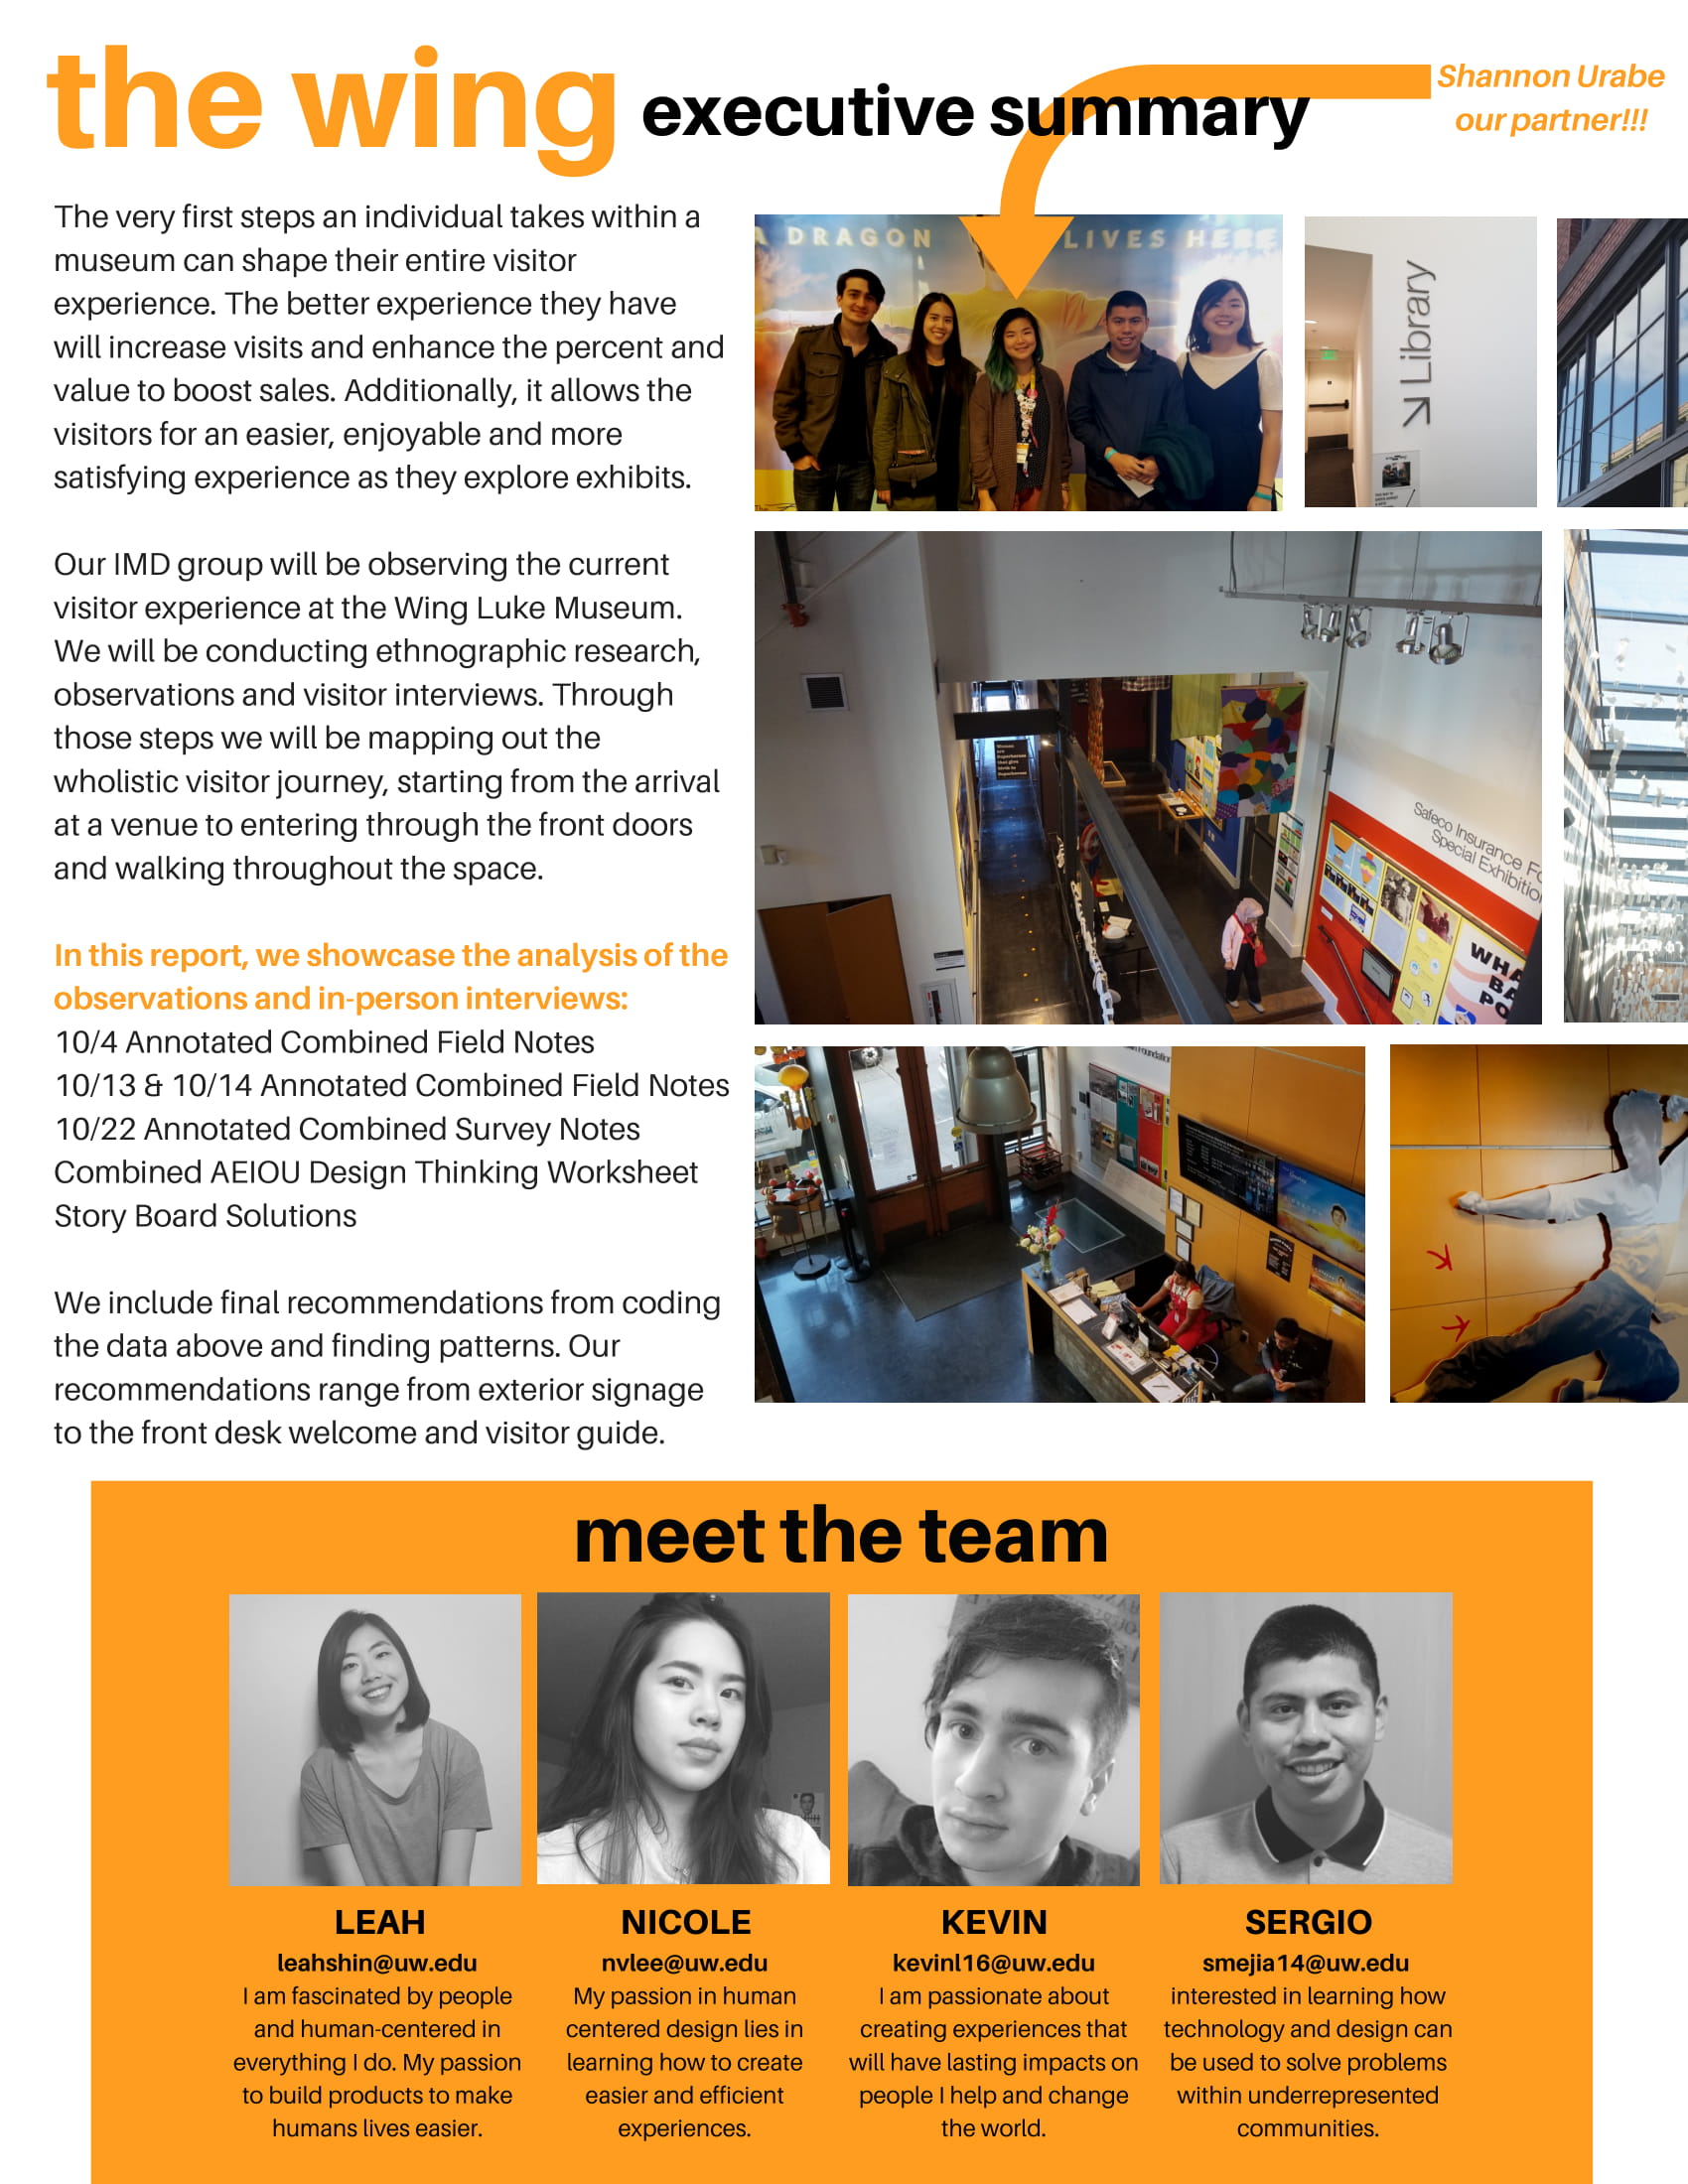 the wing executive summary
Shannon Urabe
our partner!!!
The very first steps an individual takes within a
museum can shape their entire visitor
experience. The better experience they have
will increase visits and enhance the percent and
value to boost sales. Additionally, it allows the
visitors for an easier, enjoyable and more
satisfying experience as they explore exhibits.
Our IMD group will be observing the current
visitor experience at the Wing Luke Museum.
We will be conducting ethnographic research,
observations and visitor interviews. Through
those steps we will be mapping out the
wholistic visitor journey, starting from the arrival
at a venue to entering through the front doors
and walking throughout the space.
In this report, we showcase the analysis of the
observations and in-person interviews:
10/4 Annotated Combined Field Notes
10/13 & 10/14 Annotated Combined Field Notes
10/22 Annotated Combined Survey Notes
Combined AEIOU Design Thinking Worksheet
Story Board Solutions
We include final recommendations from coding
the data above and finding patterns. Our
recommendations range from exterior signage
to the front desk welcome and visitor guide.
A DRAGON LIVES HERE
Library
Women
are
Superheroes
that give
birth to
Superheroes
Safeco Insurance Fo
Special Exhibitio
WHA
BA
PO
meet the team
LEAH
leahshin@uw.edu
I am fascinated by people
and human-centered in
everything I do. My passion
to build products to make
humans lives easier.
NICOLE
nvlee@uw.edu
My passion in human
centered design lies in
learning how to create
easier and efficient
experiences.
KEVIN
kevinl16@uw.edu
I am passionate about
creating experiences that
will have lasting impacts on
people I help and change
the world.
SERGIO
smejia14@uw.edu
interested in learning how
technology and design can
be used to solve problems
within underrepresented
communities.